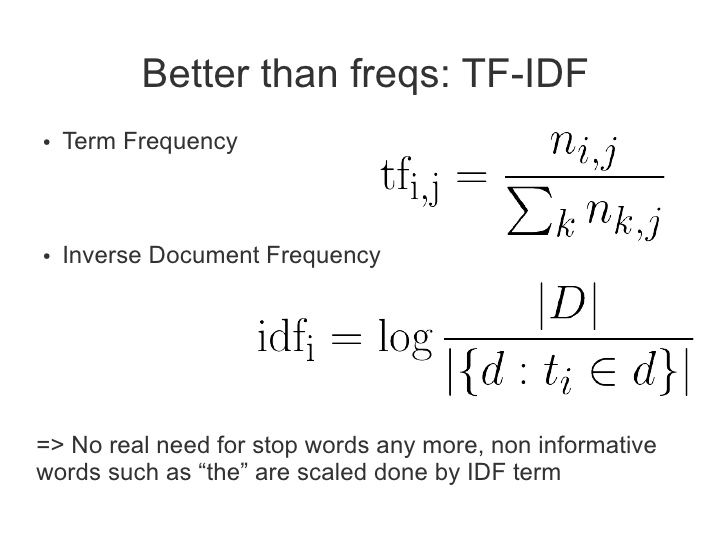 Better than freqs: TF-IDF
• Term Frequency
tf_{i,j} = \frac{n_{i,j}}{\sum_k n_{k,j}}
• Inverse Document Frequency
idf_i = \log \frac{|D|}{|\{d : t_i \in d\}|}
=> No real need for stop words any more, non informative
words such as “the” are scaled done by IDF term